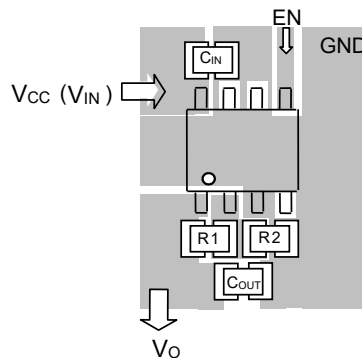 EN
GND
CIN
VCC (VIN)
R1
R2
COUT
VO